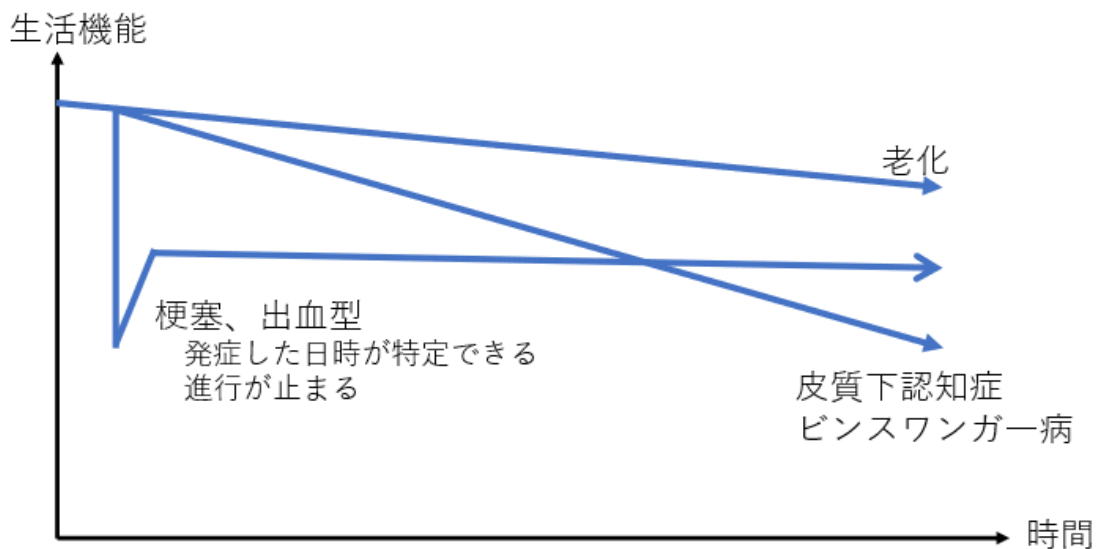 生活機能
老化
梗塞、出血型
発症した日時が特定できる
進行が止まる
皮質下認知症
ビンスワンガー病
時間